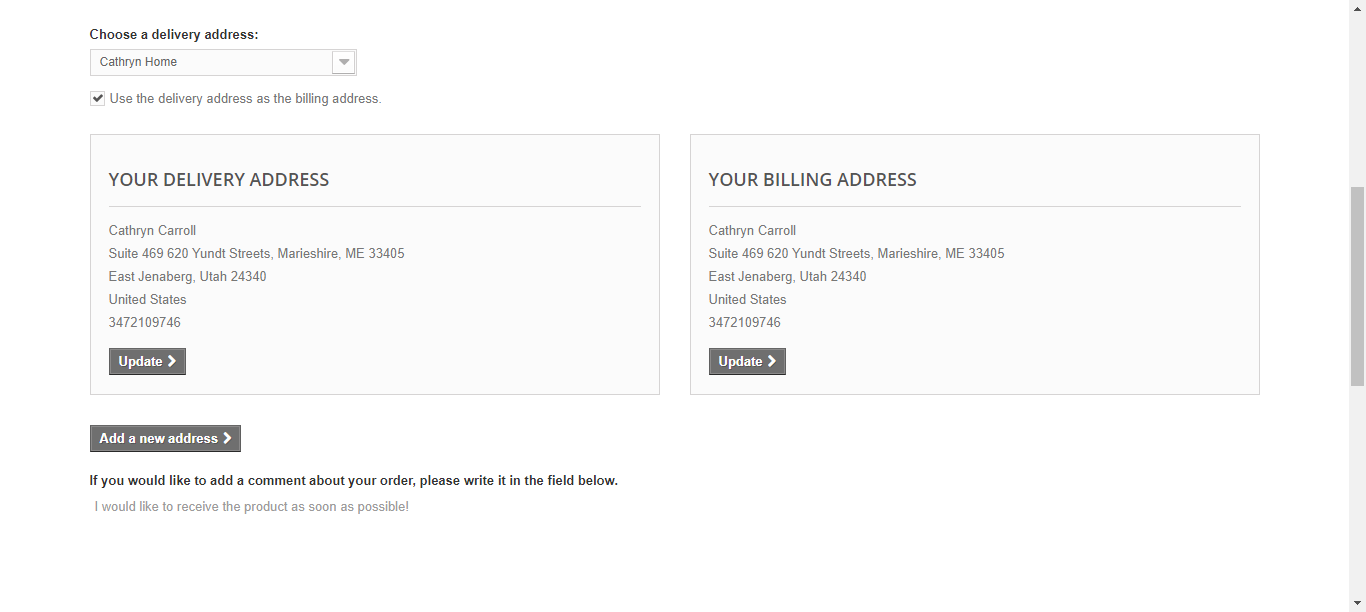 Choose a delivery address:
Cathryn Home
Use the delivery address as the billing address.
YOUR DELIVERY ADDRESS
Cathryn Carroll
Suite 469 620 Yundt Streets, Marieshire, ME 33405
East Jenaberg, Utah 24340
United States
3472109746
Update
YOUR BILLING ADDRESS
Cathryn Carroll
Suite 469 620 Yundt Streets, Marieshire, ME 33405
East Jenaberg, Utah 24340
United States
3472109746
Update
Add a new address
If you would like to add a comment about your order, please write it in the field below.
I would like to receive the product as soon as possible!